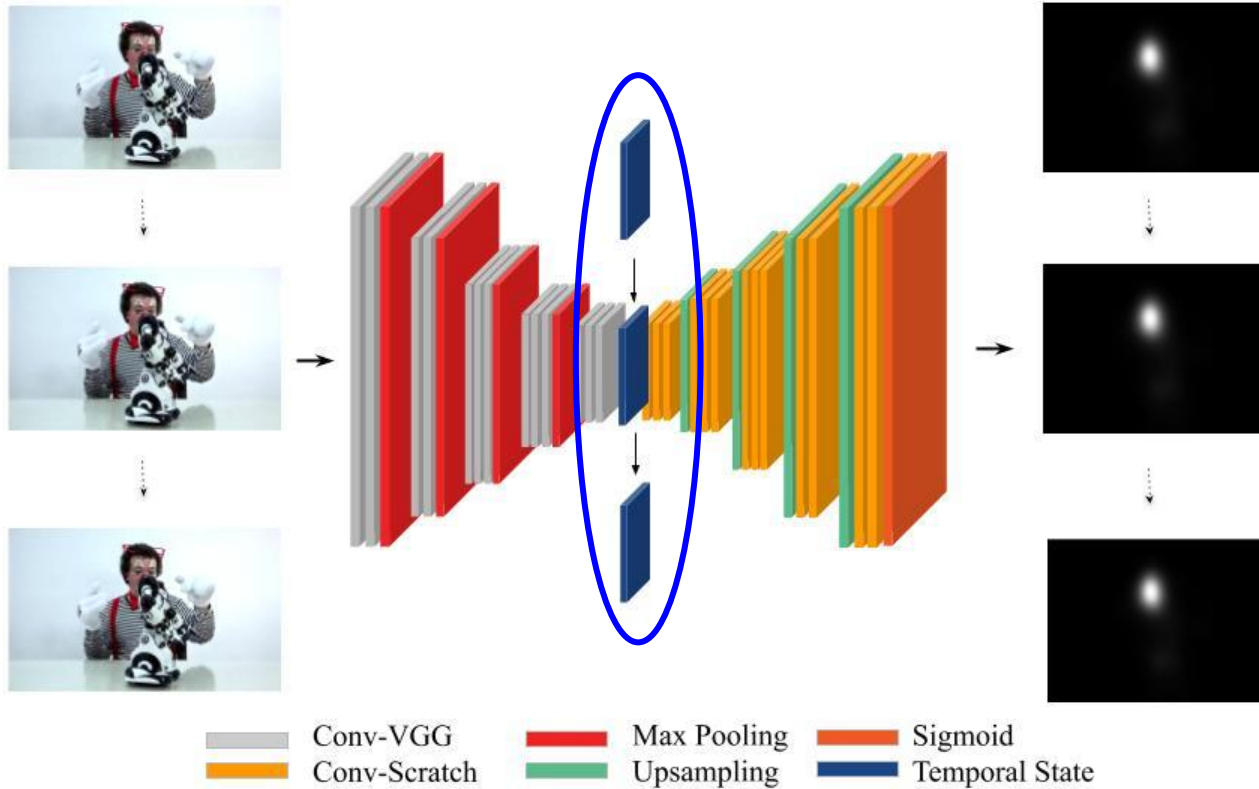 Conv-VGG
Max Pooling
Sigmoid
Conv-Scratch
Upsampling
Temporal State